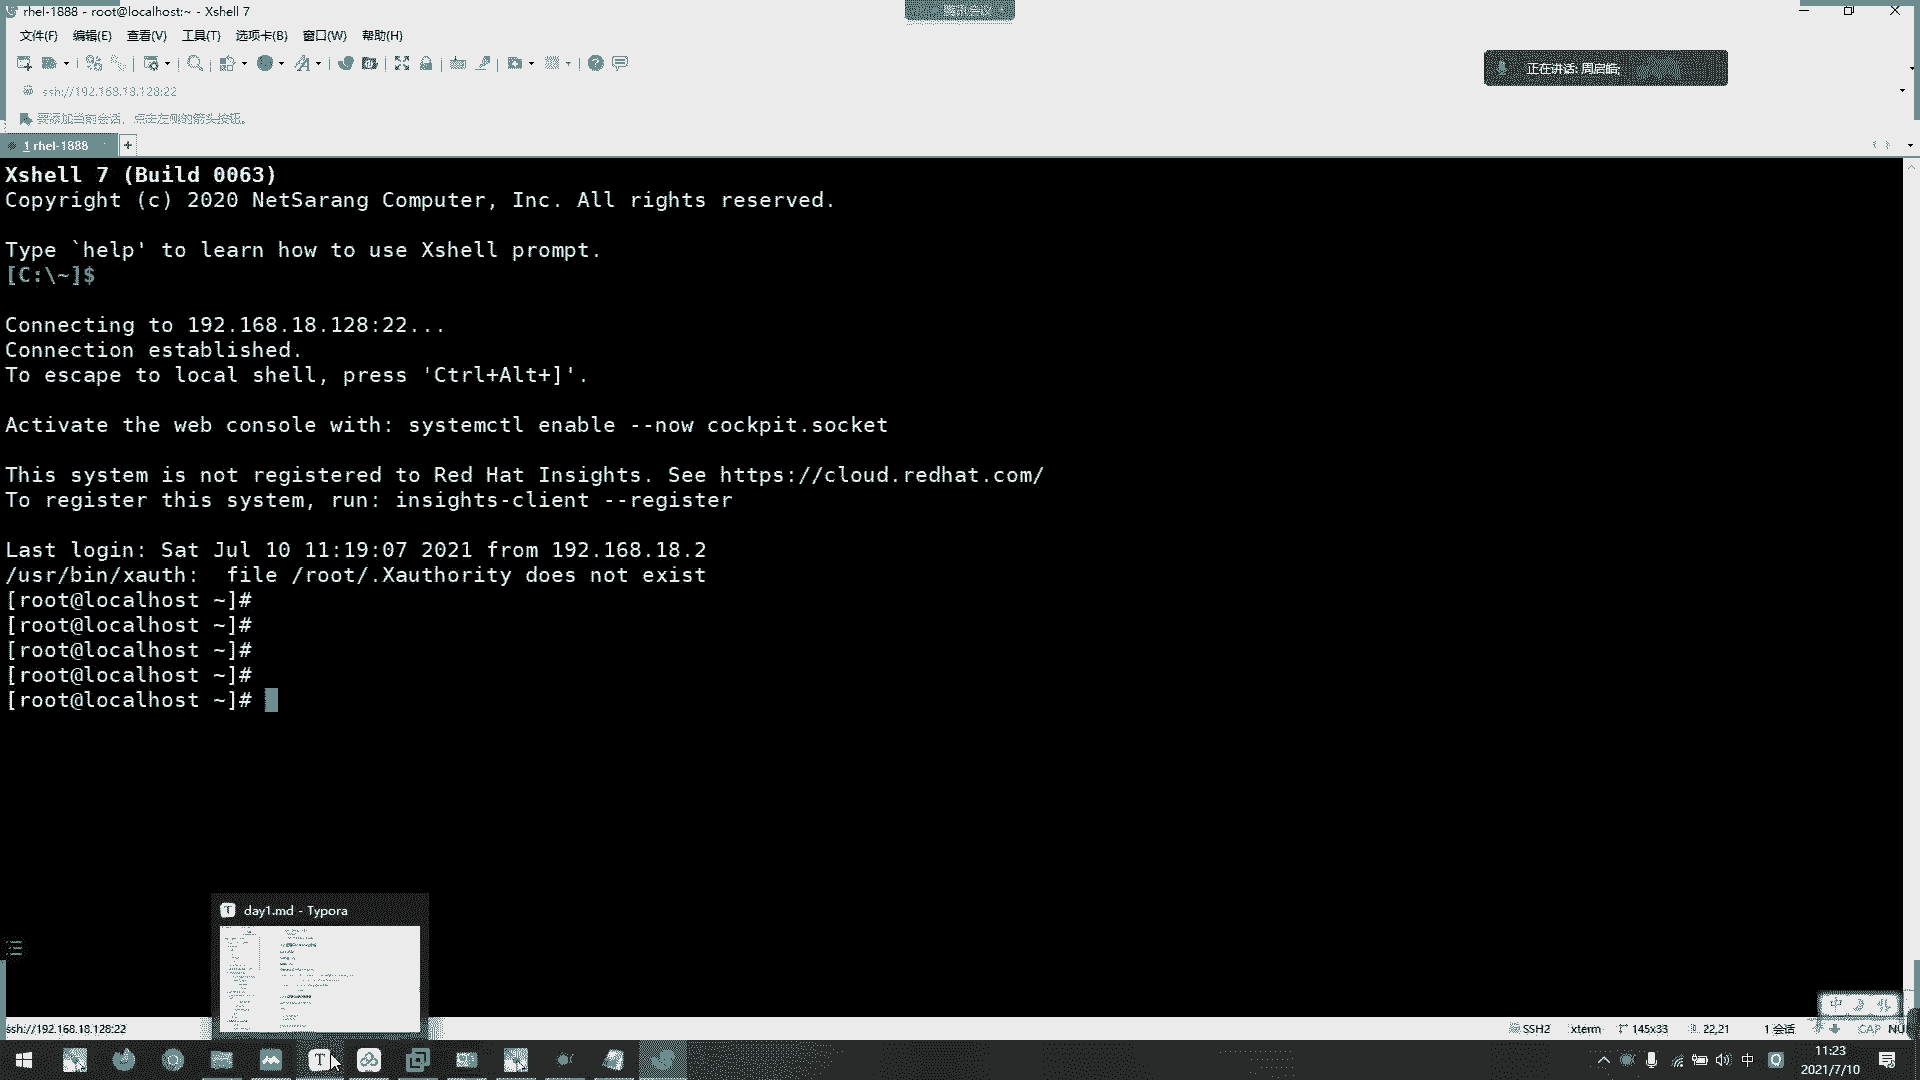 rhel-1888 - root@localhost:~ - Xshell 7
腾讯会议
文件(F) 编辑(E) 查看(V) 工具(T) 选项卡(B) 窗口(W) 帮助(H)
正在讲话: 周启皓;
ssh://192.168.18.128:22
要添加当前会话，点击左侧的箭头按钮。
1 rhel-1888
Xshell 7 (Build 0063)
Copyright (c) 2020 NetSarang Computer, Inc. All rights reserved.
Type `help' to learn how to use Xshell prompt.
[C:\~]$
Connecting to 192.168.18.128:22...
Connection established.
To escape to local shell, press 'Ctrl+Alt+]'.
Activate the web console with: systemctl enable --now cockpit.socket
This system is not registered to Red Hat Insights. See https://cloud.redhat.com/
To register this system, run: insights-client --register
Last login: Sat Jul 10 11:19:07 2021 from 192.168.18.2
/usr/bin/xauth:  file /root/.Xauthority does not exist
[root@localhost ~]#
[root@localhost ~]#
[root@localhost ~]#
[root@localhost ~]#
[root@localhost ~]#
day1.md - Typora
中
ssh://192.168.18.128:22 SSH2 xterm 145x33 22,21 1 会话 CAP NUM
中 11:23
2021/7/10